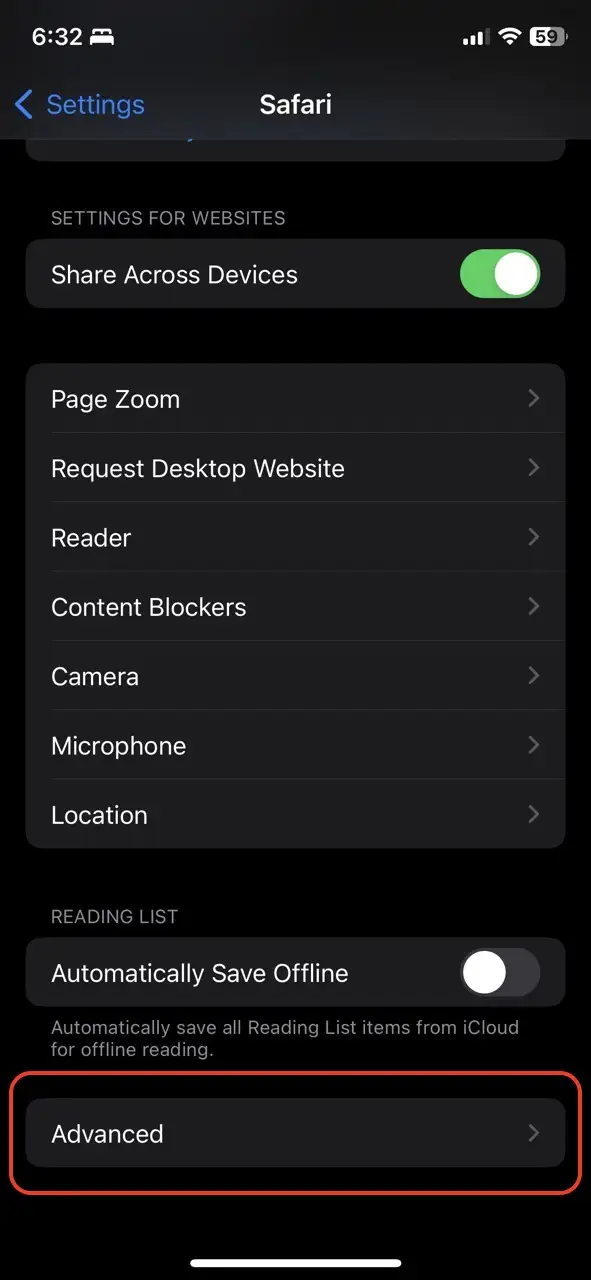 6:32
59
Settings
Safari
SETTINGS FOR WEBSITES
Share Across Devices
Page Zoom
Request Desktop Website
Reader
Content Blockers
Camera
Microphone
Location
READING LIST
Automatically Save Offline
Automatically save all Reading List items from iCloud
for offline reading.
Advanced